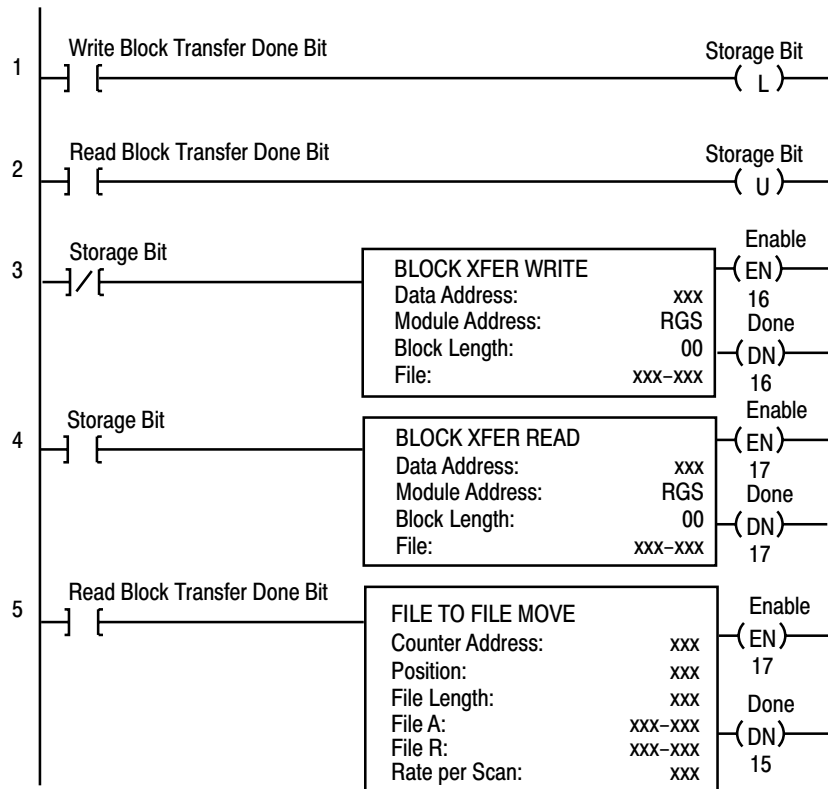 Write Block Transfer Done Bit
Storage Bit
1
L
Read Block Transfer Done Bit
Storage Bit
2
U
Storage Bit
Enable
3
BLOCK XFER WRITE
EN
Data Address: xxx
16
Module Address: RGS
Done
Block Length: 00
DN
File: xxx–xxx
16
Storage Bit
Enable
4
BLOCK XFER READ
EN
Data Address: xxx
17
Module Address: RGS
Done
Block Length: 00
DN
File: xxx–xxx
17
Read Block Transfer Done Bit
5
FILE TO FILE MOVE
Enable
Counter Address: xxx
EN
Position: xxx
17
File Length: xxx
Done
File A: xxx–xxx
DN
File R: xxx–xxx
15
Rate per Scan: xxx